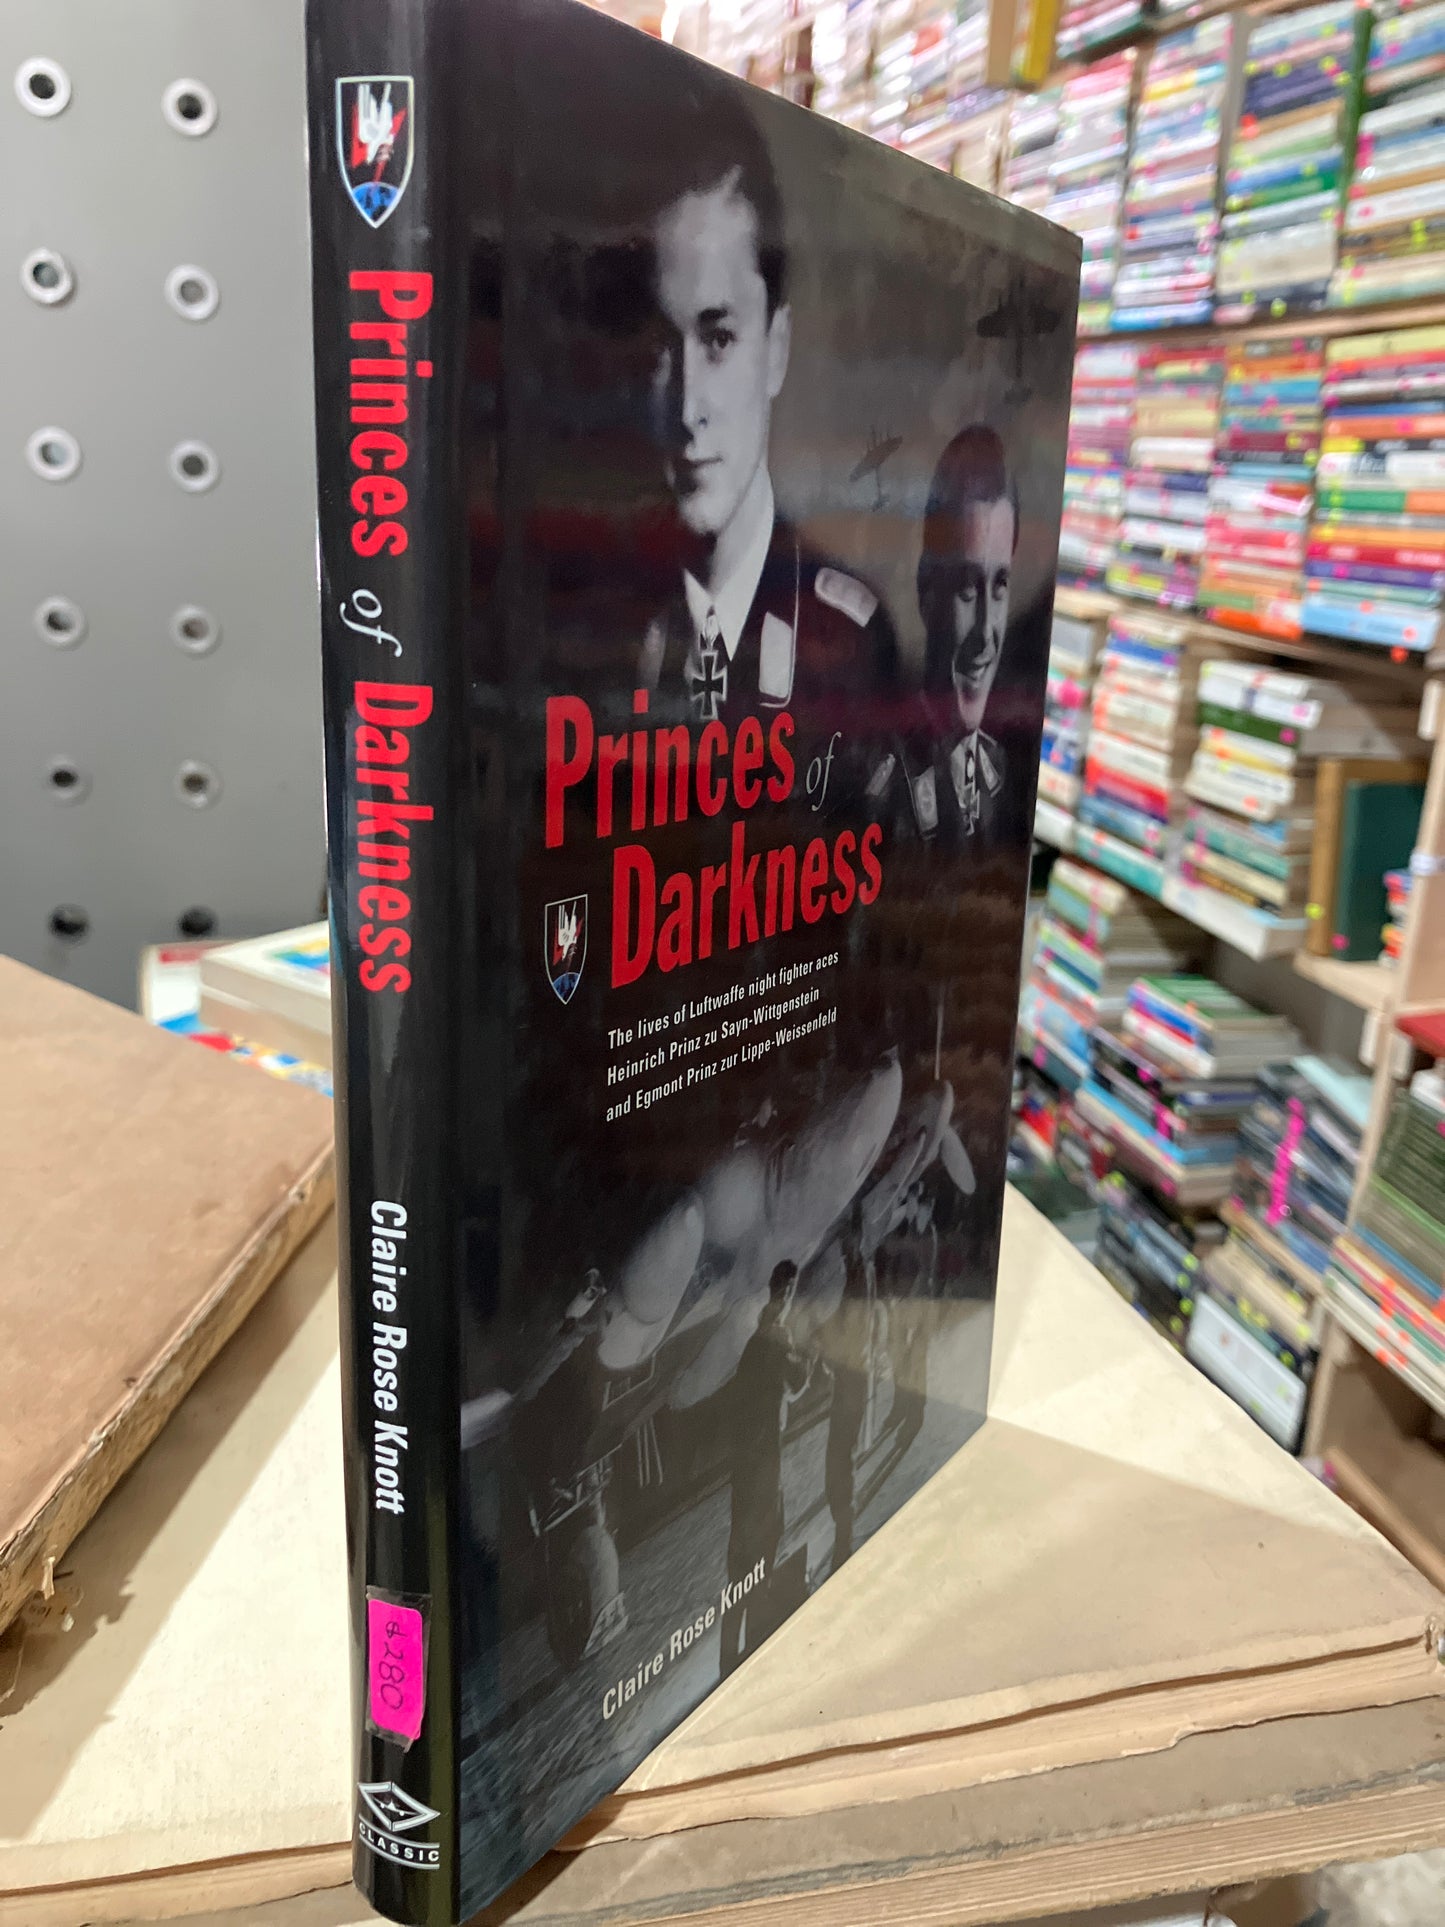 Princes of Darkness
Claire Rose Knott
$280
CLASSIC
Princes of
Darkness
The lives of Luftwaffe night fighter aces
Heinrich Prinz zu Sayn-Wittgenstein
and Egmont Prinz zur Lippe-Weissenfeld
Claire Rose Knott